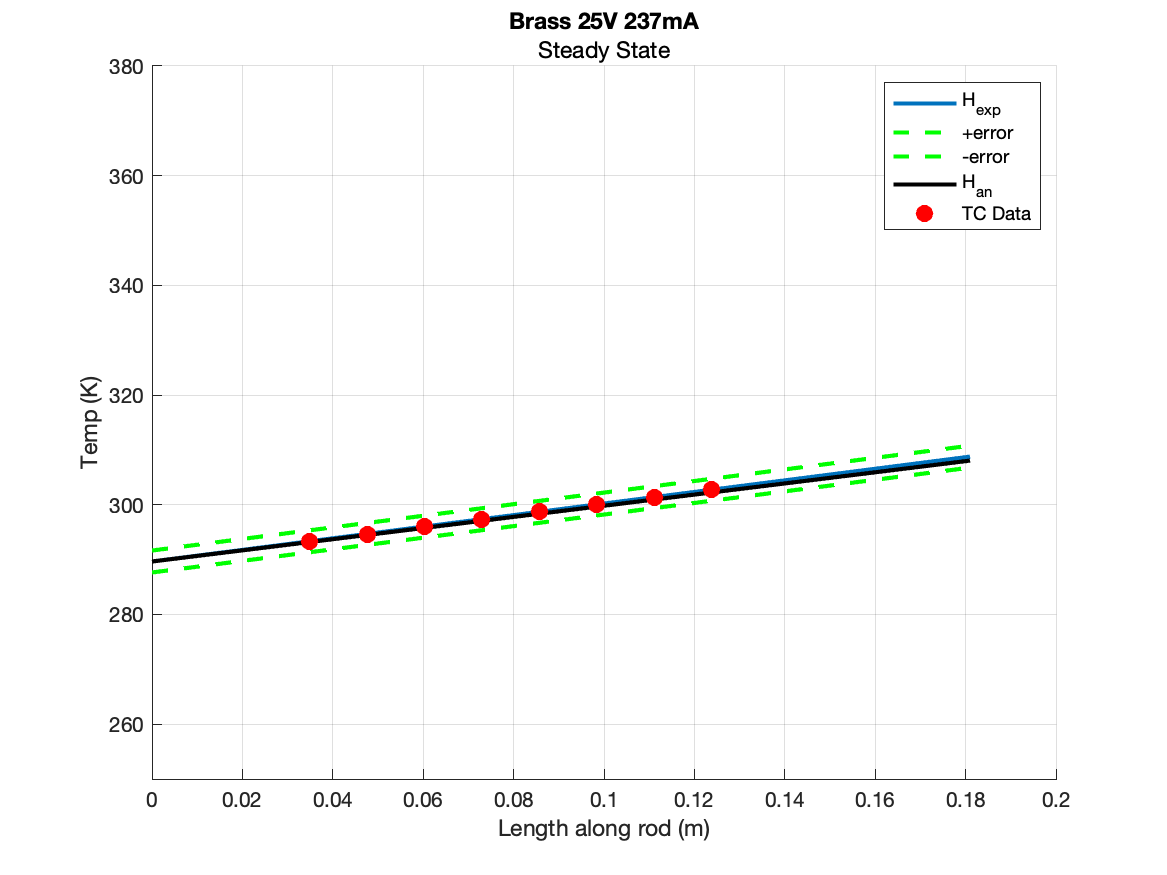 Brass 25V 237mA
Steady State
380
360
340
320
300
280
260
Temp (K)
H_exp
+error
-error
H_an
TC Data
0 0.02 0.04 0.06 0.08 0.1 0.12 0.14 0.16 0.18 0.2
Length along rod (m)